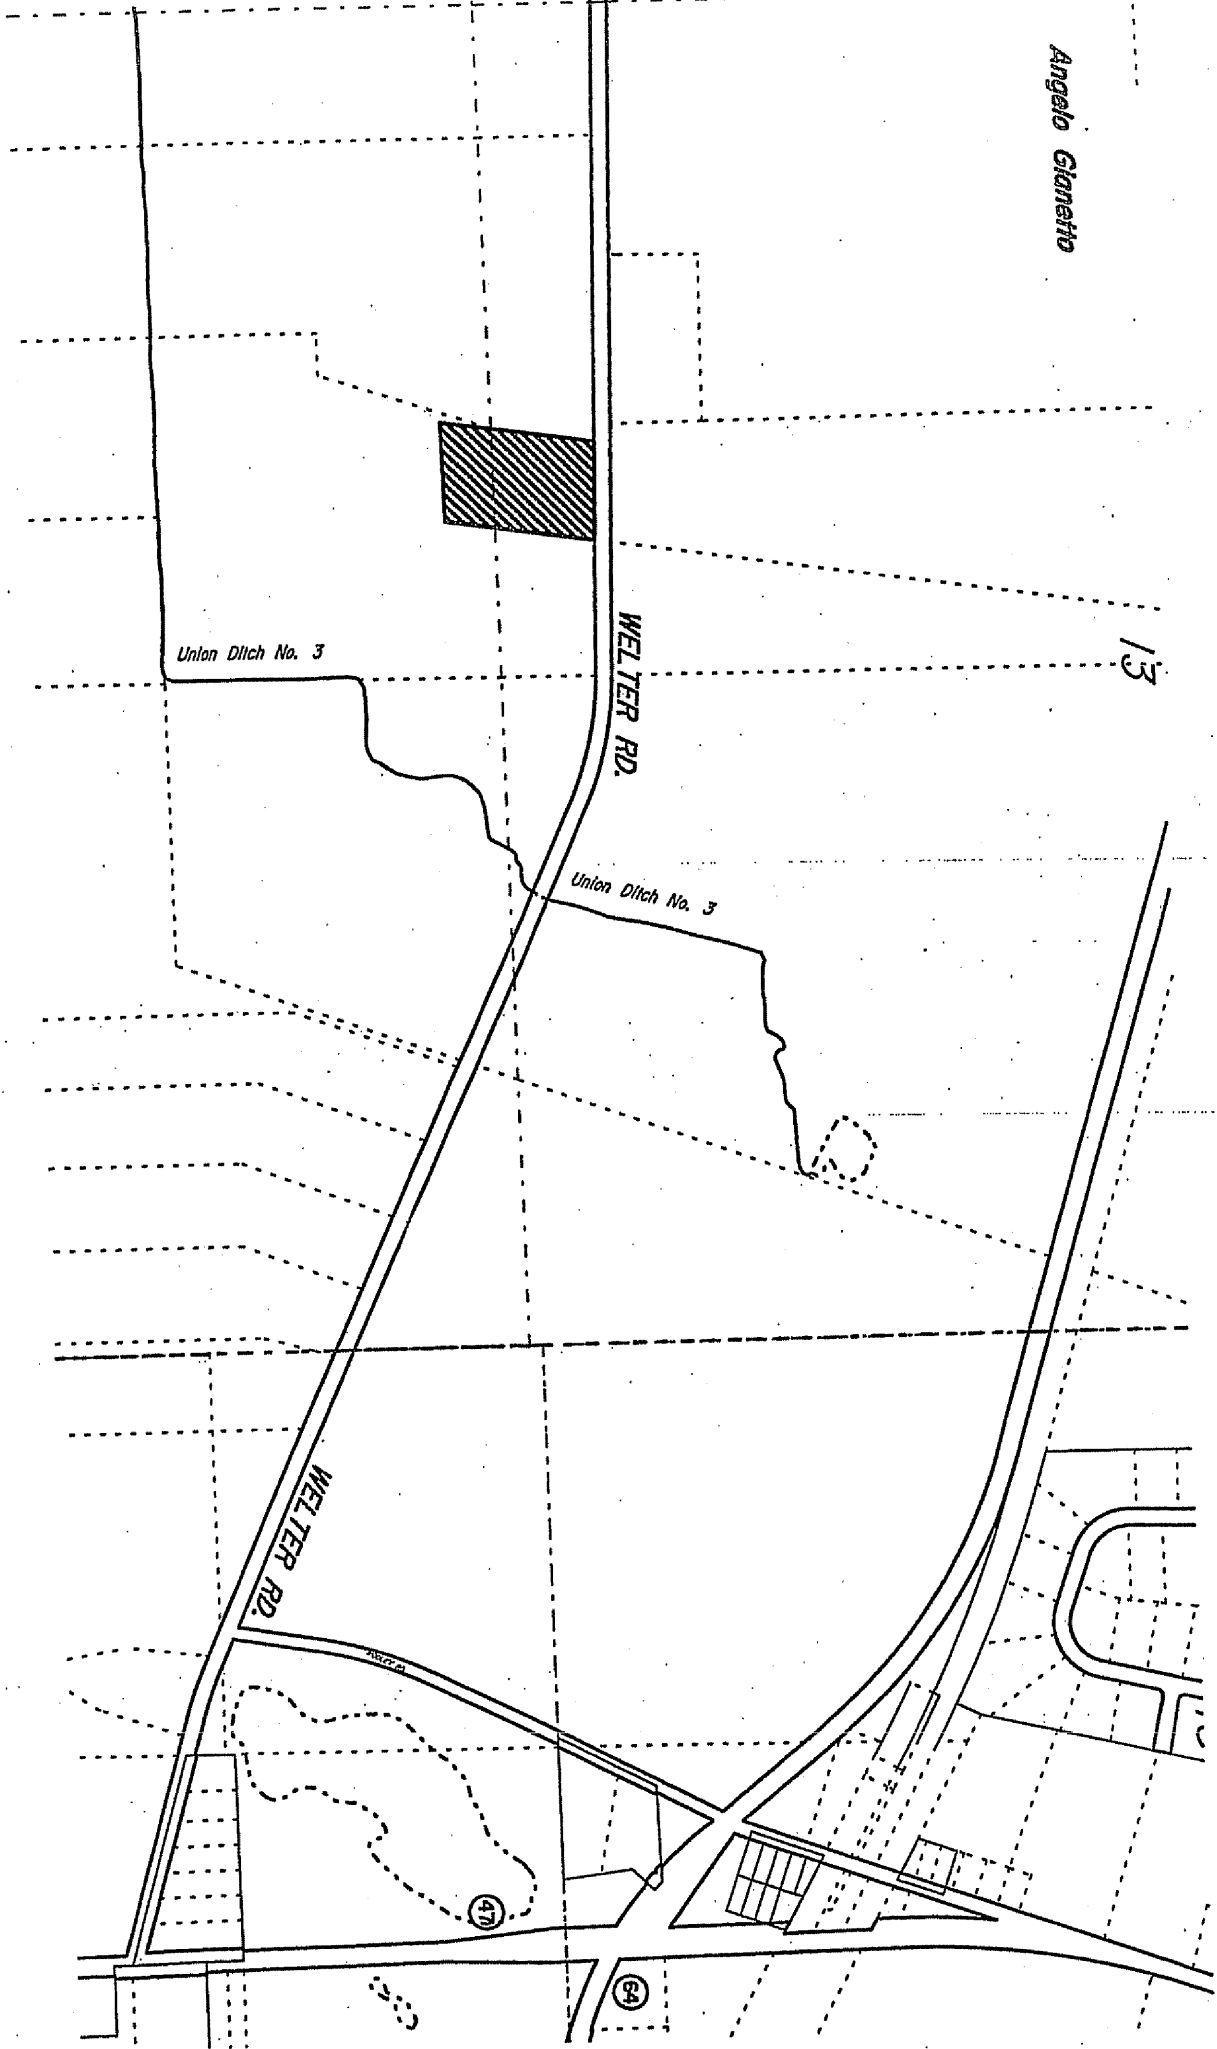 Angelo Gianetto
WELTER RD.
13
Union Ditch No. 3
Union Ditch No. 3
WELTER RD.
47
64